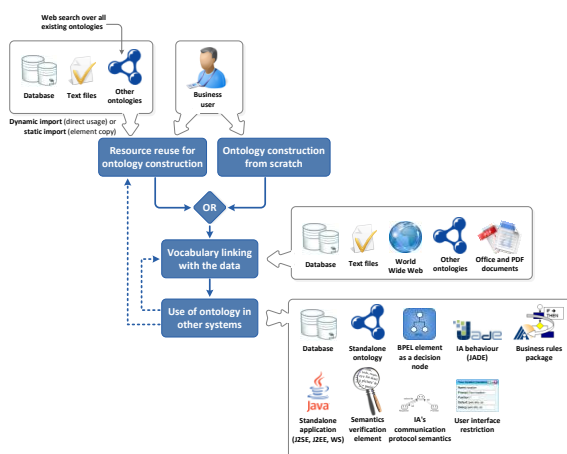 Web search over all
existing ontologies
Database
Text files
Other
ontologies
Business
user
Dynamic import (direct usage) or
static import (element copy)
Resource reuse for
ontology construction
Ontology construction
from scratch
OR
Vocabulary linking
with the data
Database
Text files
World
Wide Web
Other
ontologies
Office and PDF
documents
Use of ontology in
other systems
Database
Standalone
ontology
BPEL element
as a decision
node
Jade
IA behaviour
(JADE)
IF
THEN
Business rules
package
Java
Standalone
application
(J2SE, J2EE, WS)
Semantics
verification
element
IA's
communication
protocol semantics
User interface
restriction